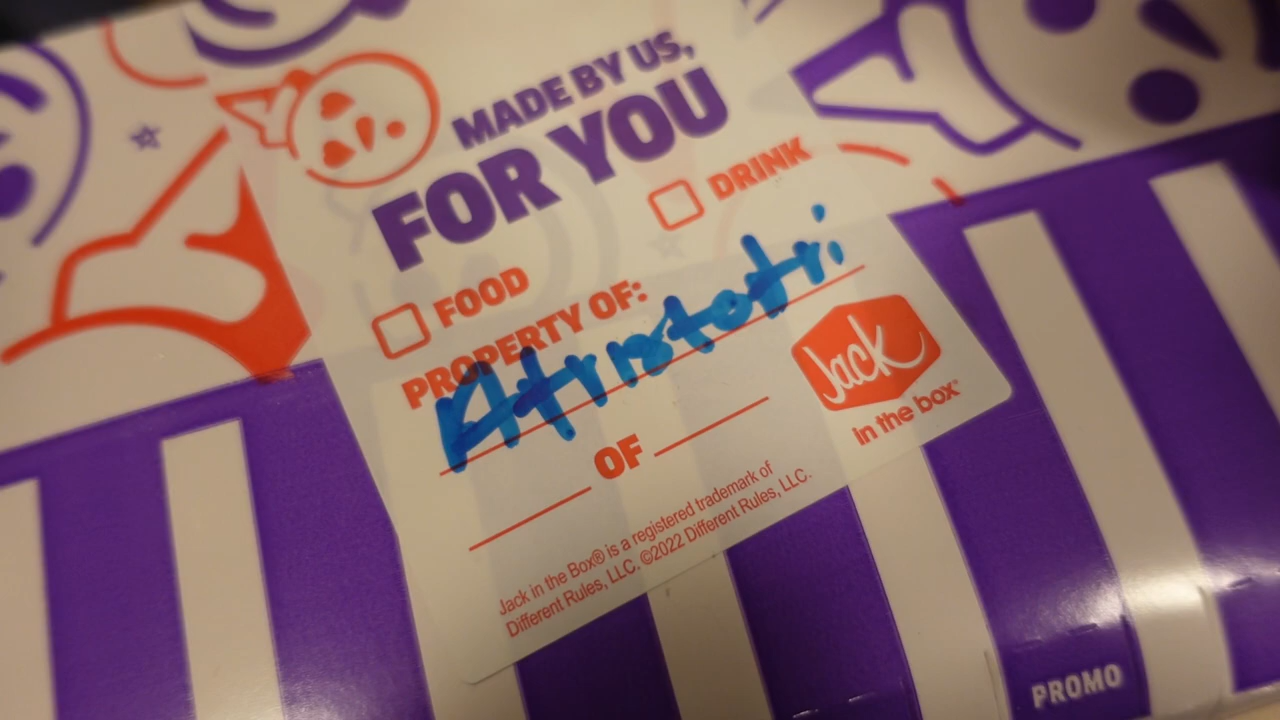 MADE BY US,
FOR YOU
DRINK
FOOD
PROPERTY OF:
OF
Jack
in the box®
Jack in the Box® is a registered trademark of
Different Rules, LLC. ©2022 Different Rules, LLC.
PROMO